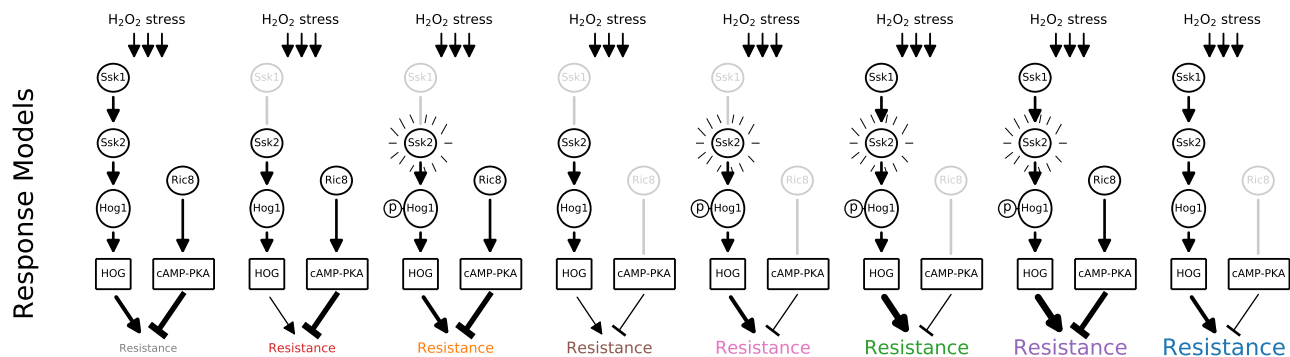 H₂O₂ stress H₂O₂ stress H₂O₂ stress H₂O₂ stress H₂O₂ stress H₂O₂ stress H₂O₂ stress H₂O₂ stress
Response Models
Ssk1 Ssk1 Ssk1 Ssk1 Ssk1 Ssk1 Ssk1 Ssk1
Ssk2 Ssk2 Ssk2 Ssk2 Ssk2 Ssk2 Ssk2 Ssk2
Ric8 Ric8 Ric8 Ric8 Ric8 Ric8 Ric8 Ric8
Hog1 Hog1 P Hog1 Hog1 P Hog1 P Hog1 P Hog1 Hog1
HOG cAMP-PKA HOG cAMP-PKA HOG cAMP-PKA HOG cAMP-PKA HOG cAMP-PKA HOG cAMP-PKA HOG cAMP-PKA HOG cAMP-PKA
Resistance Resistance Resistance Resistance Resistance Resistance Resistance Resistance